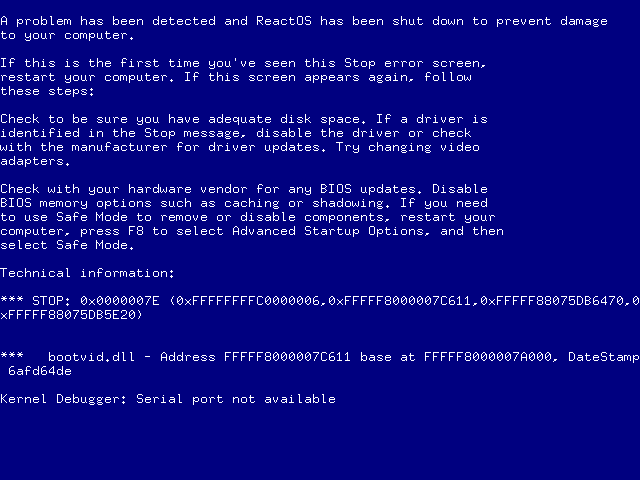 A problem has been detected and ReactOS has been shut down to prevent damage
to your computer.
If this is the first time you've seen this Stop error screen,
restart your computer. If this screen appears again, follow
these steps:
Check to be sure you have adequate disk space. If a driver is
identified in the Stop message, disable the driver or check
with the manufacturer for driver updates. Try changing video
adapters.
Check with your hardware vendor for any BIOS updates. Disable
BIOS memory options such as caching or shadowing. If you need
to use Safe Mode to remove or disable components, restart your
computer, press F8 to select Advanced Startup Options, and then
select Safe Mode.
Technical information:
*** STOP: 0x0000007E (0xFFFFFFFFC0000006,0xFFFFF8000007C611,0xFFFFF88075DB6470,0
xFFFFF88075DB5E20)
***   bootvid.dll - Address FFFFF8000007C611 base at FFFFF8000007A000, DateStamp
6afd64de
Kernel Debugger: Serial port not available